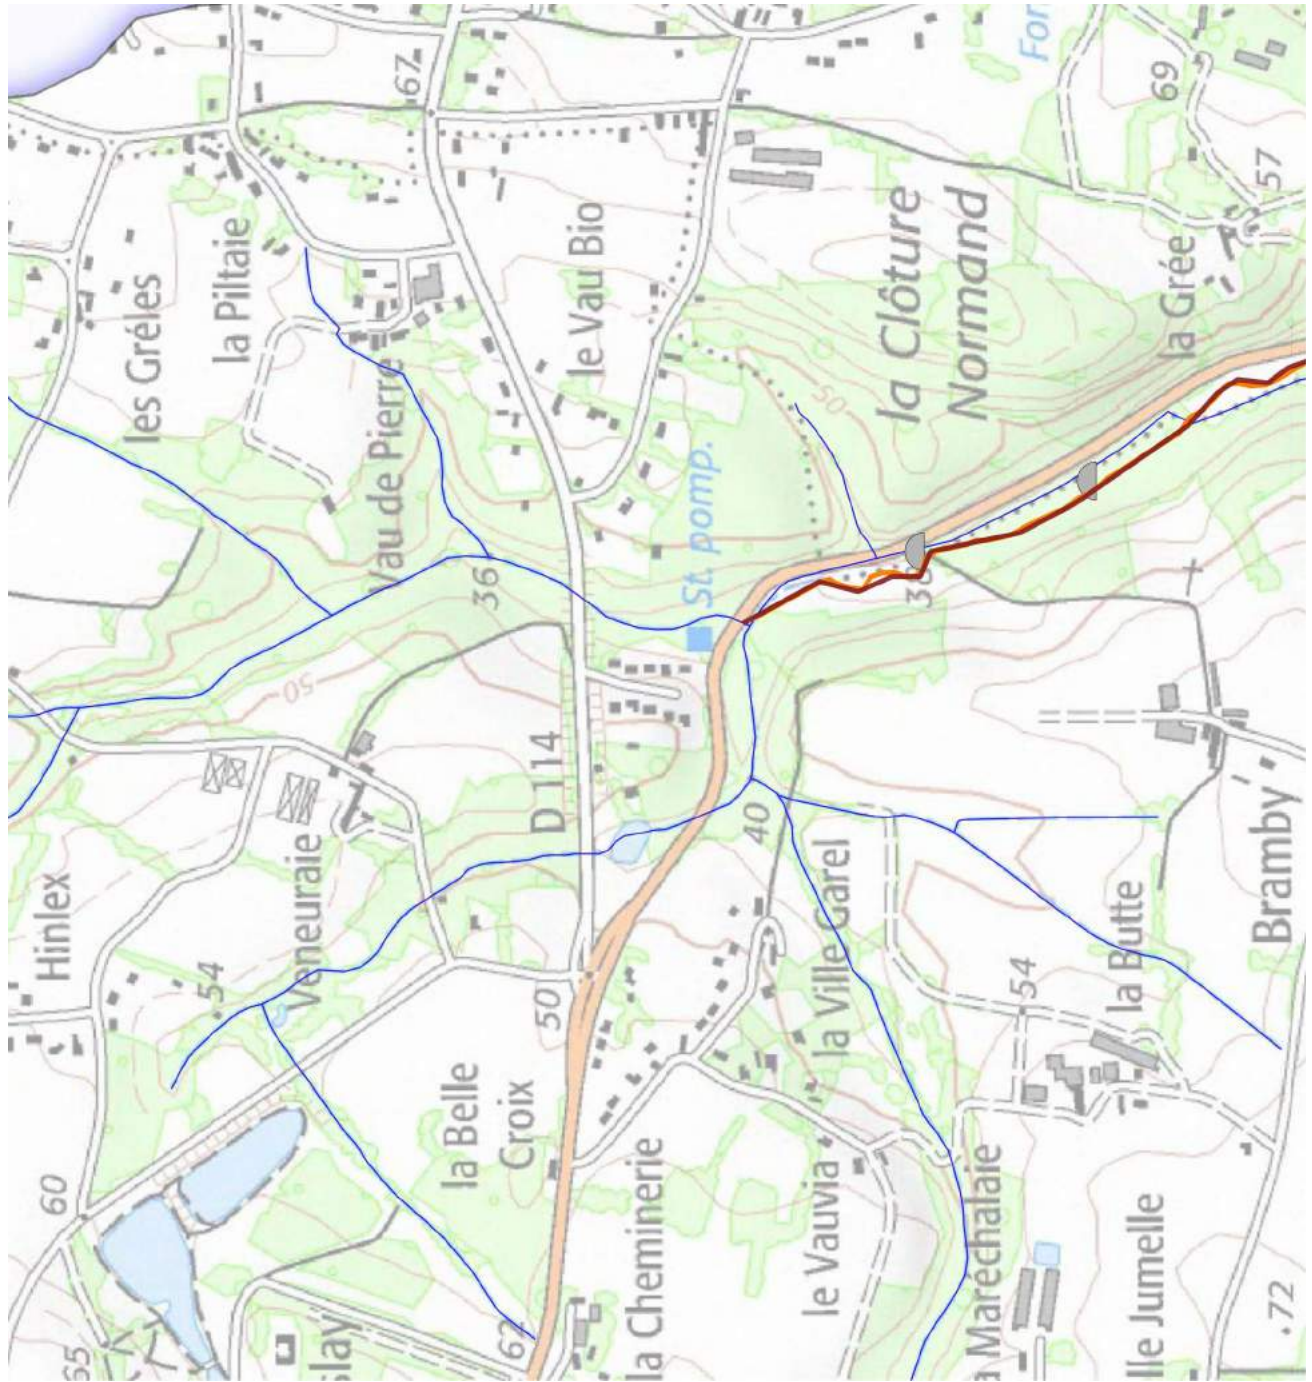 67
69
57
For
les Gréles
la Piltaie
le Vau Bio
la Clôture
Normand
la Grée
Vau de Pierre
50
St. pomp.
36
50
D 114
40
Hinlex
54
Veneuraie
50
la Ville Garel
54
la Butte
Bramby
la Belle
Croix
60
65
62
slay
la Cheminerie
le Vauvia
a Maréchalaie
lle Jumelle
.72